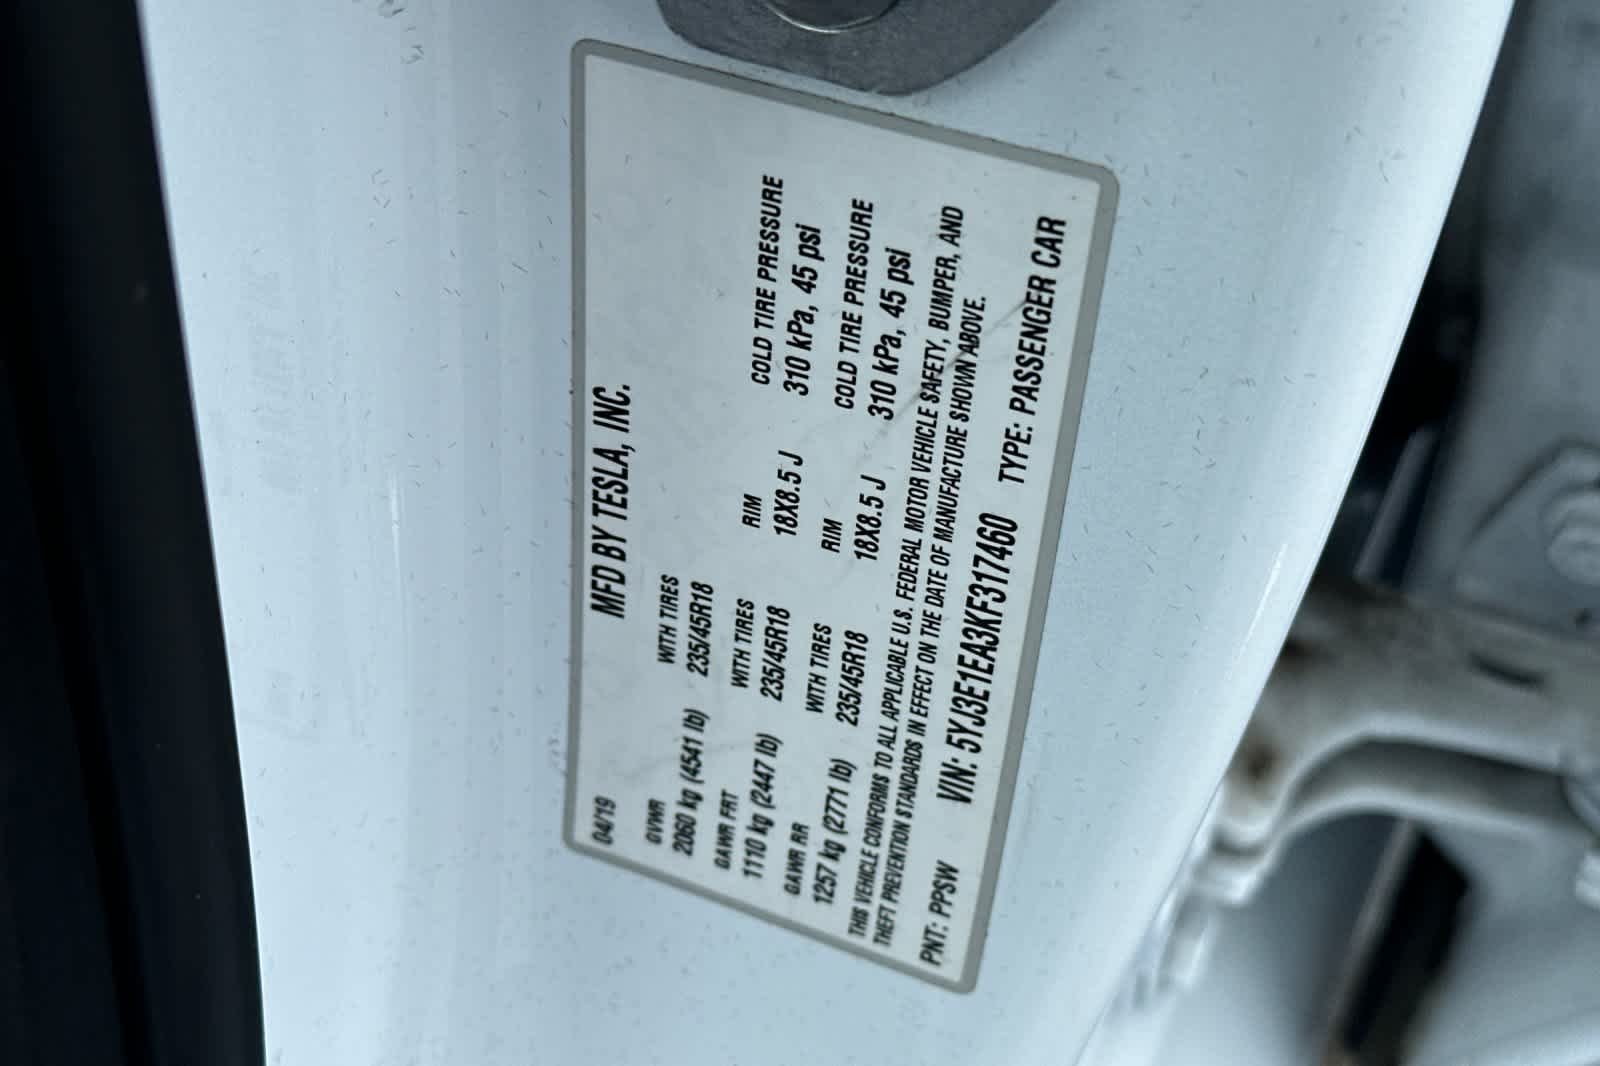 MFD BY TESLA, INC.
04/19
GVWR WITH TIRES
2060 kg (4541 lb) 235/45R18
GAWR FRT WITH TIRES RIM COLD TIRE PRESSURE
1110 kg (2447 lb) 235/45R18 18X8.5 J 310 kPa, 45 psi
GAWR RR WITH TIRES RIM COLD TIRE PRESSURE
1257 kg (2771 lb) 235/45R18 18X8.5 J 310 kPa, 45 psi
THIS VEHICLE CONFORMS TO ALL APPLICABLE U.S. FEDERAL MOTOR VEHICLE SAFETY, BUMPER, AND
THEFT PREVENTION STANDARDS IN EFFECT ON THE DATE OF MANUFACTURE SHOWN ABOVE.
PNT: PPSW VIN: 5YJ3E1EA3KF317460 TYPE: PASSENGER CAR